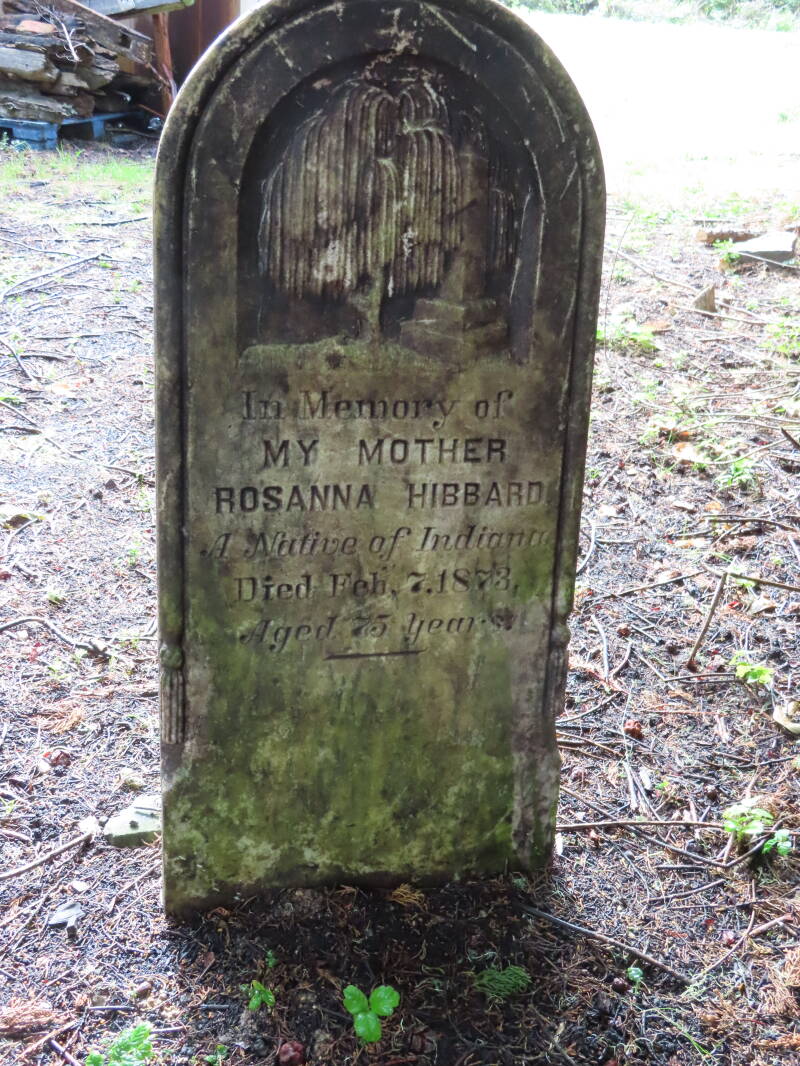 In Memory of
MY MOTHER
ROSANNA HIBBARD
A Native of Indiana
Died Feb, 7. 1873,
Aged 75 years.